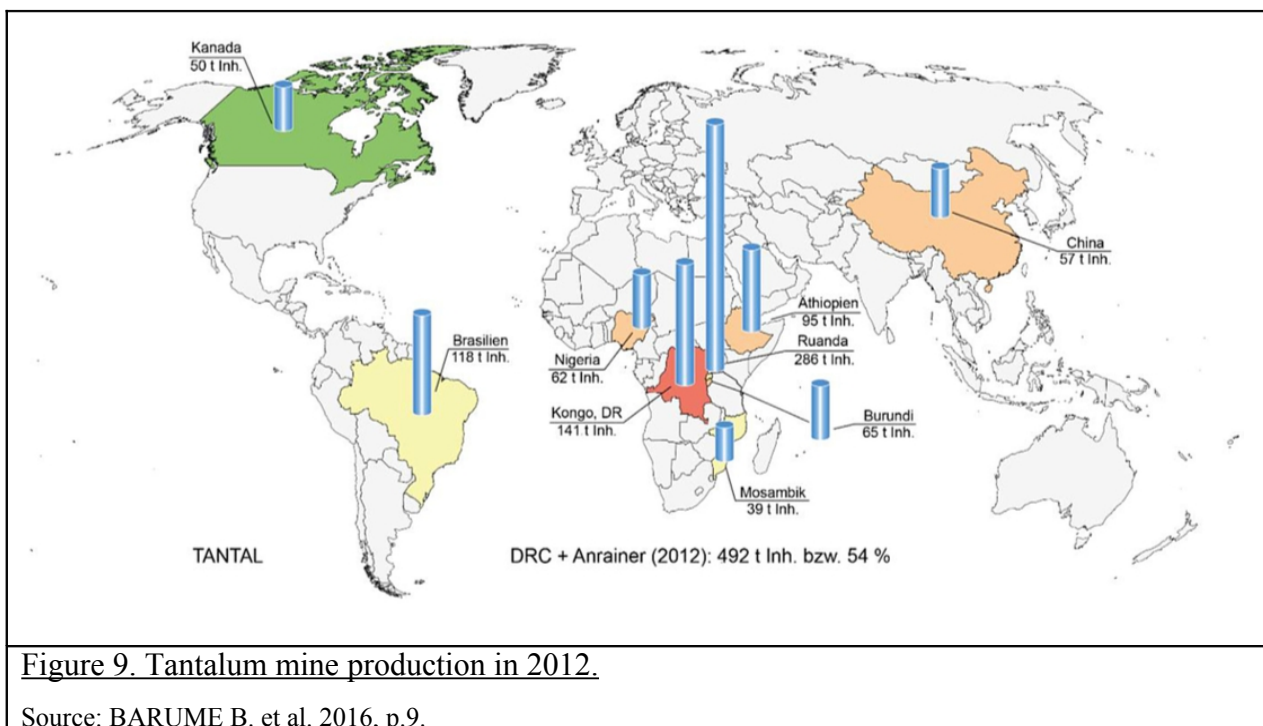 Kanada
50 t Inh.
China
57 t Inh.
Äthiopien
95 t Inh.
Brasilien
118 t Inh.
Ruanda
286 t Inh.
Nigeria
62 t Inh.
Kongo, DR
141 t Inh.
Burundi
65 t Inh.
Mosambik
39 t Inh.
TANTAL
DRC + Anrainer (2012): 492 t Inh. bzw. 54 %
Figure 9. Tantalum mine production in 2012.
Source: BARUME B. et al. 2016, p.9.